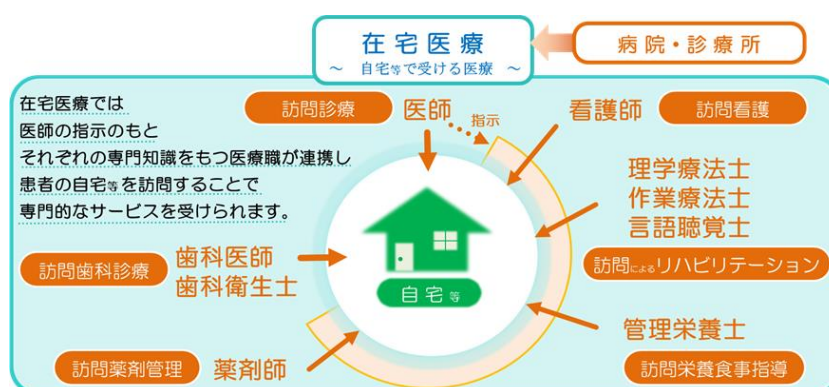 在宅医療
～ 自宅等で受ける医療 ～
病院・診療所
在宅医療では
医師の指示のもと
それぞれの専門知識をもつ医療職が連携し
患者の自宅等を訪問することで
専門的なサービスを受けられます。
訪問診療
医師
指示
看護師
訪問看護
理学療法士
作業療法士
言語聴覚士
訪問によるリハビリテーション
訪問歯科診療
歯科医師
歯科衛生士
自宅等
管理栄養士
訪問栄養食事指導
訪問薬剤管理
薬剤師